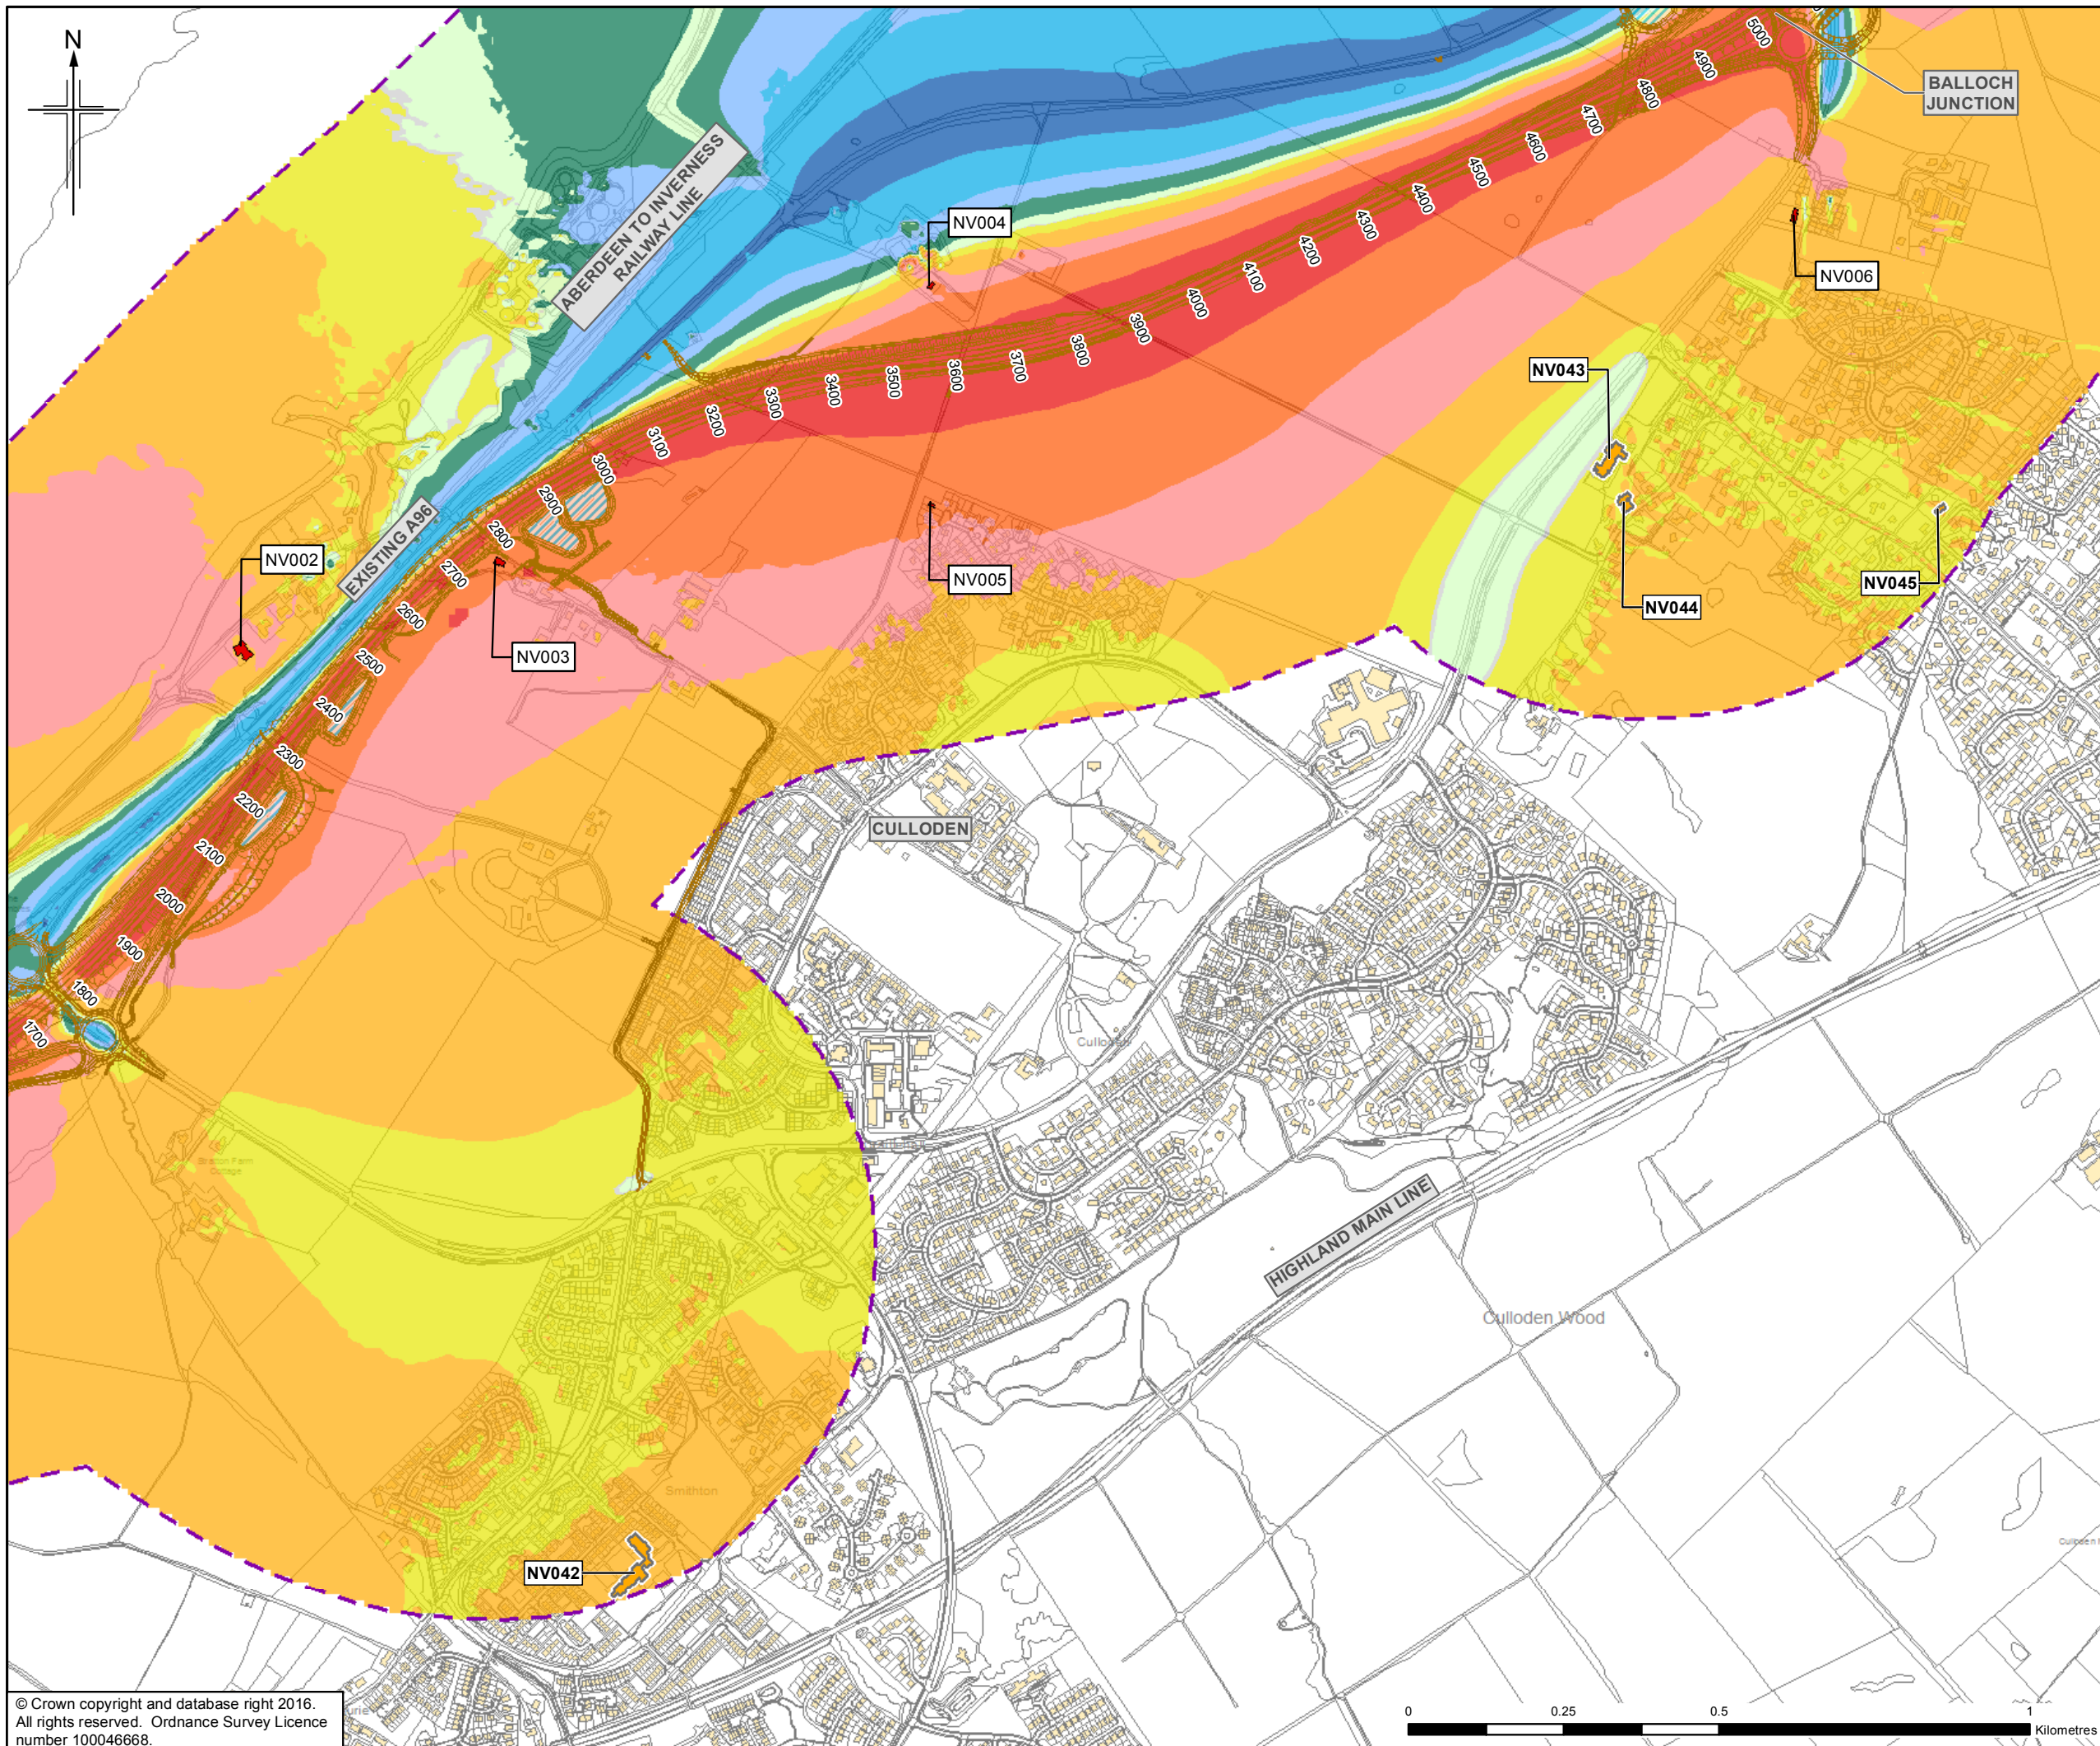 N
BALLOCH
JUNCTION
ABERDEEN TO INVERNESS
RAILWAY LINE
NV004
NV006
NV043
EXISTING A96
NV002
NV005
NV045
NV044
NV003
5000
4900
4800
4700
4600
4500
4400
4300
4200
4100
4000
3900
3800
3700
3600
3500
3400
3300
3200
3100
3000
2900
2800
2700
2600
2500
2400
2300
2200
2100
2000
1900
1800
1700
CULLODEN
Culloden
Stratton Farm
Cottage
HIGHLAND MAIN LINE
Culloden Wood
Smithton
NV042
© Crown copyright and database right 2016.
All rights reserved. Ordnance Survey Licence
number 100046668.
0 0.25 0.5 1
Kilometres